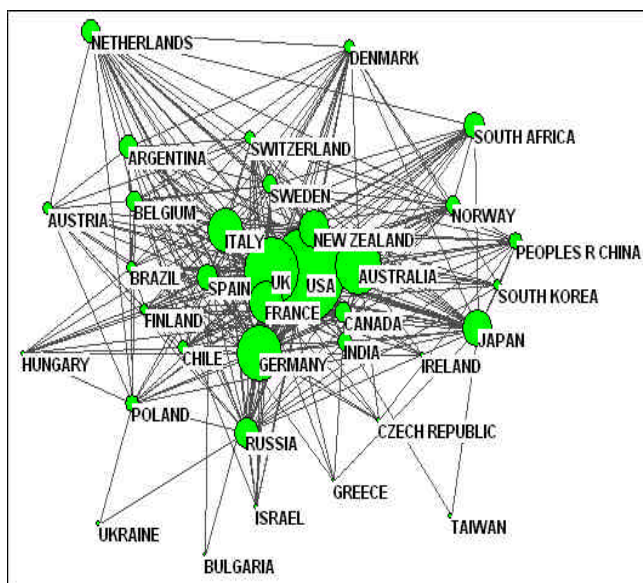 NETHERLANDS
DENMARK
SOUTH AFRICA
SWITZERLAND
ARGENTINA
SWEDEN
BELGIUM
NORWAY
AUSTRIA
ITALY
NEW ZEALAND
PEOPLES R CHINA
BRAZIL
SPAIN
UK
USA
AUSTRALIA
SOUTH KOREA
FINLAND
FRANCE
CANADA
JAPAN
HUNGARY
CHILE
GERMANY
INDIA
IRELAND
POLAND
RUSSIA
CZECH REPUBLIC
GREECE
ISRAEL
TAIWAN
UKRAINE
BULGARIA